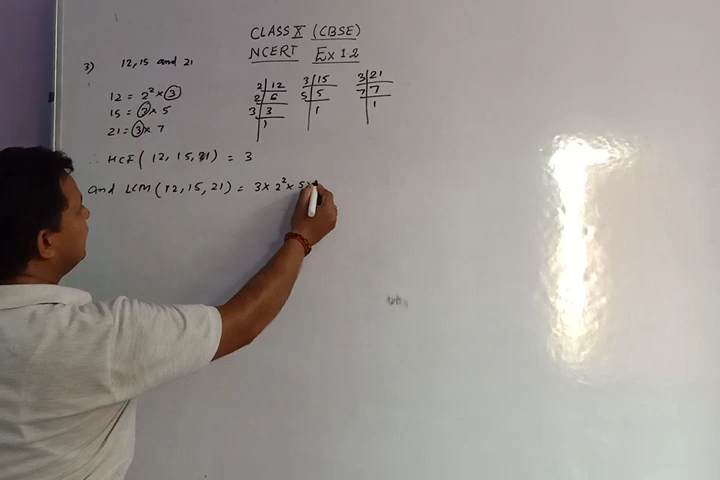 CLASS X (CBSE)
NCERT Ex 1.2
3) 12, 15 and 21
12 = 2² × 3
15 = 3 × 5
21 = 3 × 7
2 12
2 6
3 3
1
3 15
5 5
1
3 21
7 7
1
∴ HCF (12, 15, 21) = 3
and LCM (12, 15, 21) = 3 × 2² × 5 ×